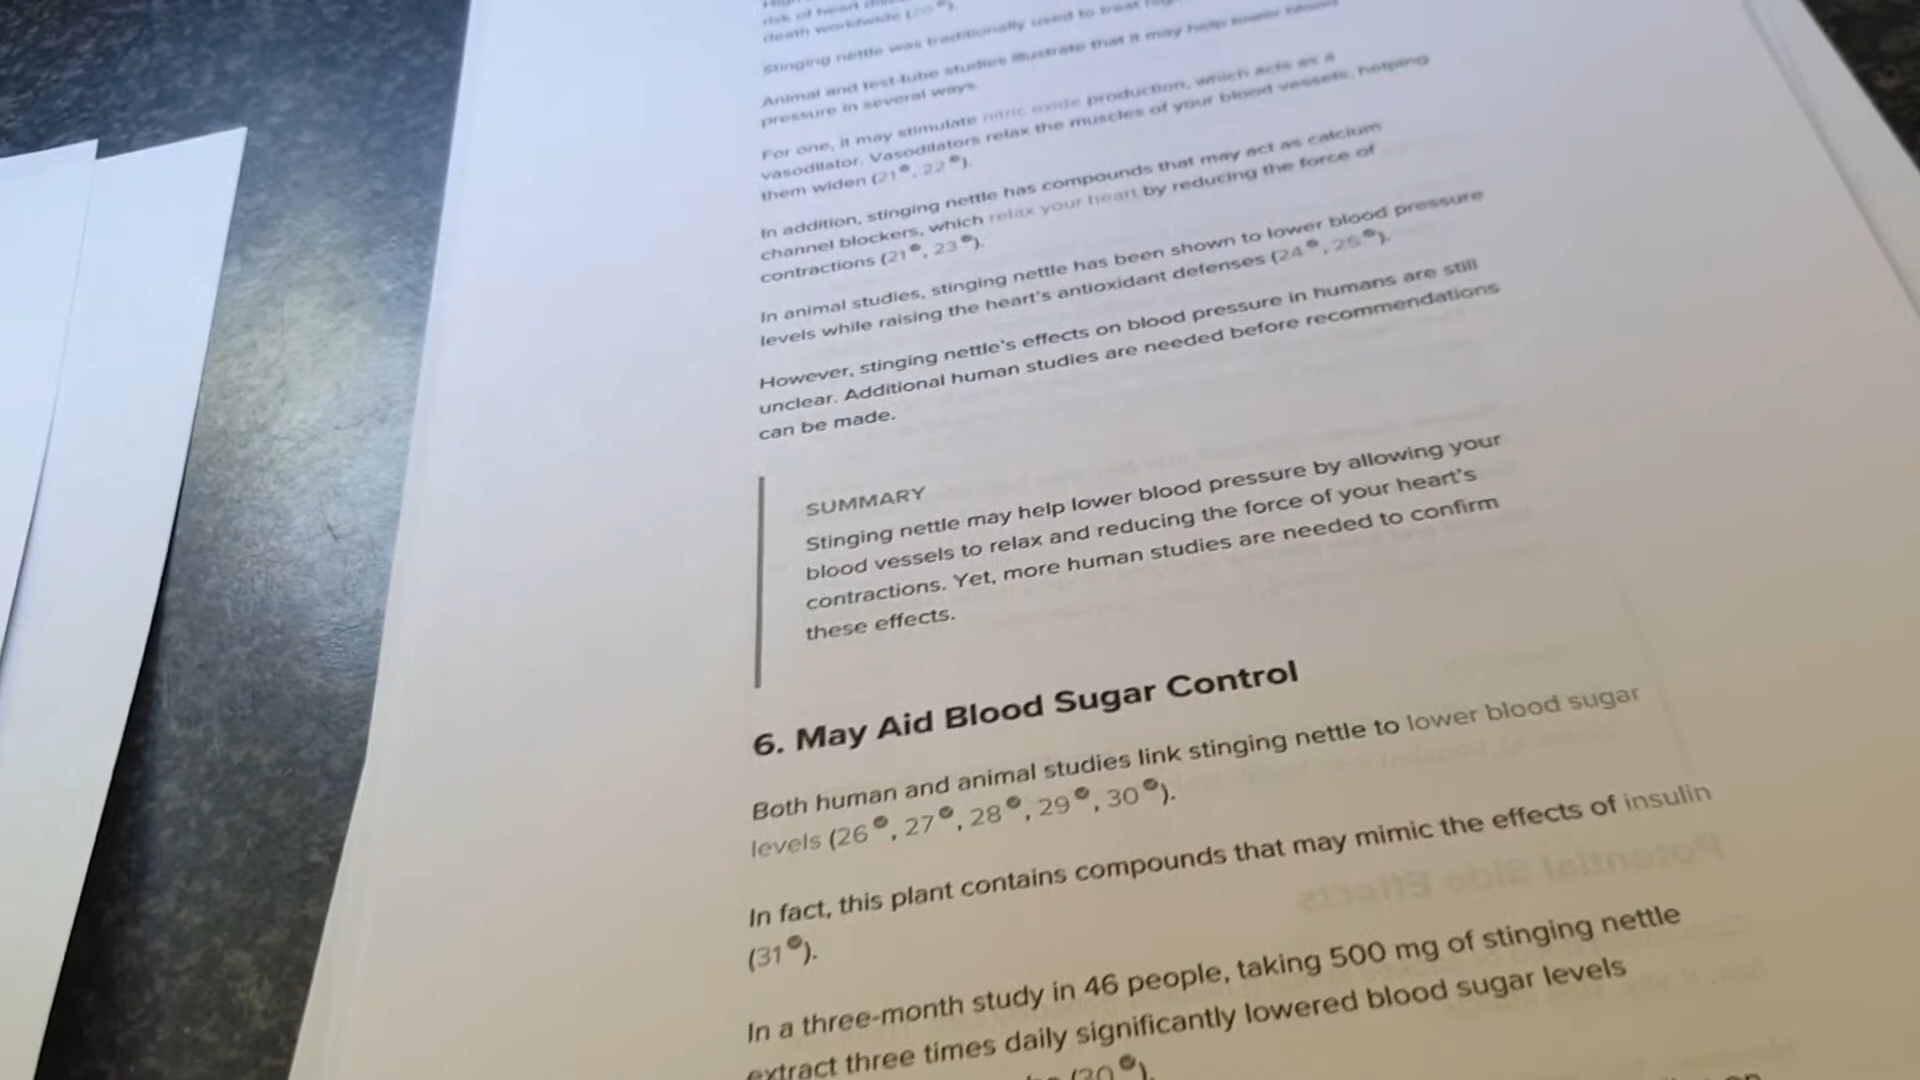 risk of heart
death worldwide (20
Stinging nettle was traditionally used to treat
Animal and test-tube studies illustrate that it may help lower blood
pressure in several ways.
For one, it may stimulate nitric oxide production, which acts as a
vasodilator. Vasodilators relax the muscles of your blood vessels, helping
them widen (21, 22).
In addition, stinging nettle has compounds that may act as calcium
channel blockers, which relax your heart by reducing the force of
contractions (21, 23).
In animal studies, stinging nettle has been shown to lower blood pressure
levels while raising the heart's antioxidant defenses (24, 25).
However, stinging nettle's effects on blood pressure in humans are still
unclear. Additional human studies are needed before recommendations
can be made.
SUMMARY
Stinging nettle may help lower blood pressure by allowing your
blood vessels to relax and reducing the force of your heart's
contractions. Yet, more human studies are needed to confirm
these effects.
6. May Aid Blood Sugar Control
Both human and animal studies link stinging nettle to lower blood sugar
levels (26, 27, 28, 29, 30).
In fact, this plant contains compounds that may mimic the effects of insulin
(31).
In a three-month study in 46 people, taking 500 mg of stinging nettle
extract three times daily significantly lowered blood sugar levels
(30).
Potential Side Effects